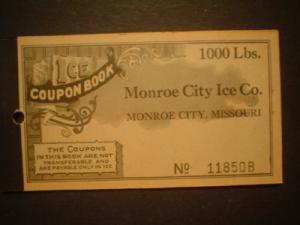 1000 Lbs.
ICE
COUPON BOOK
Monroe City Ice Co.
MONROE CITY, MISSOURI
THE COUPONS
IN THIS BOOK ARE NOT
TRANSFERABLE AND
ARE PAYABLE ONLY IN ICE.
No 118508